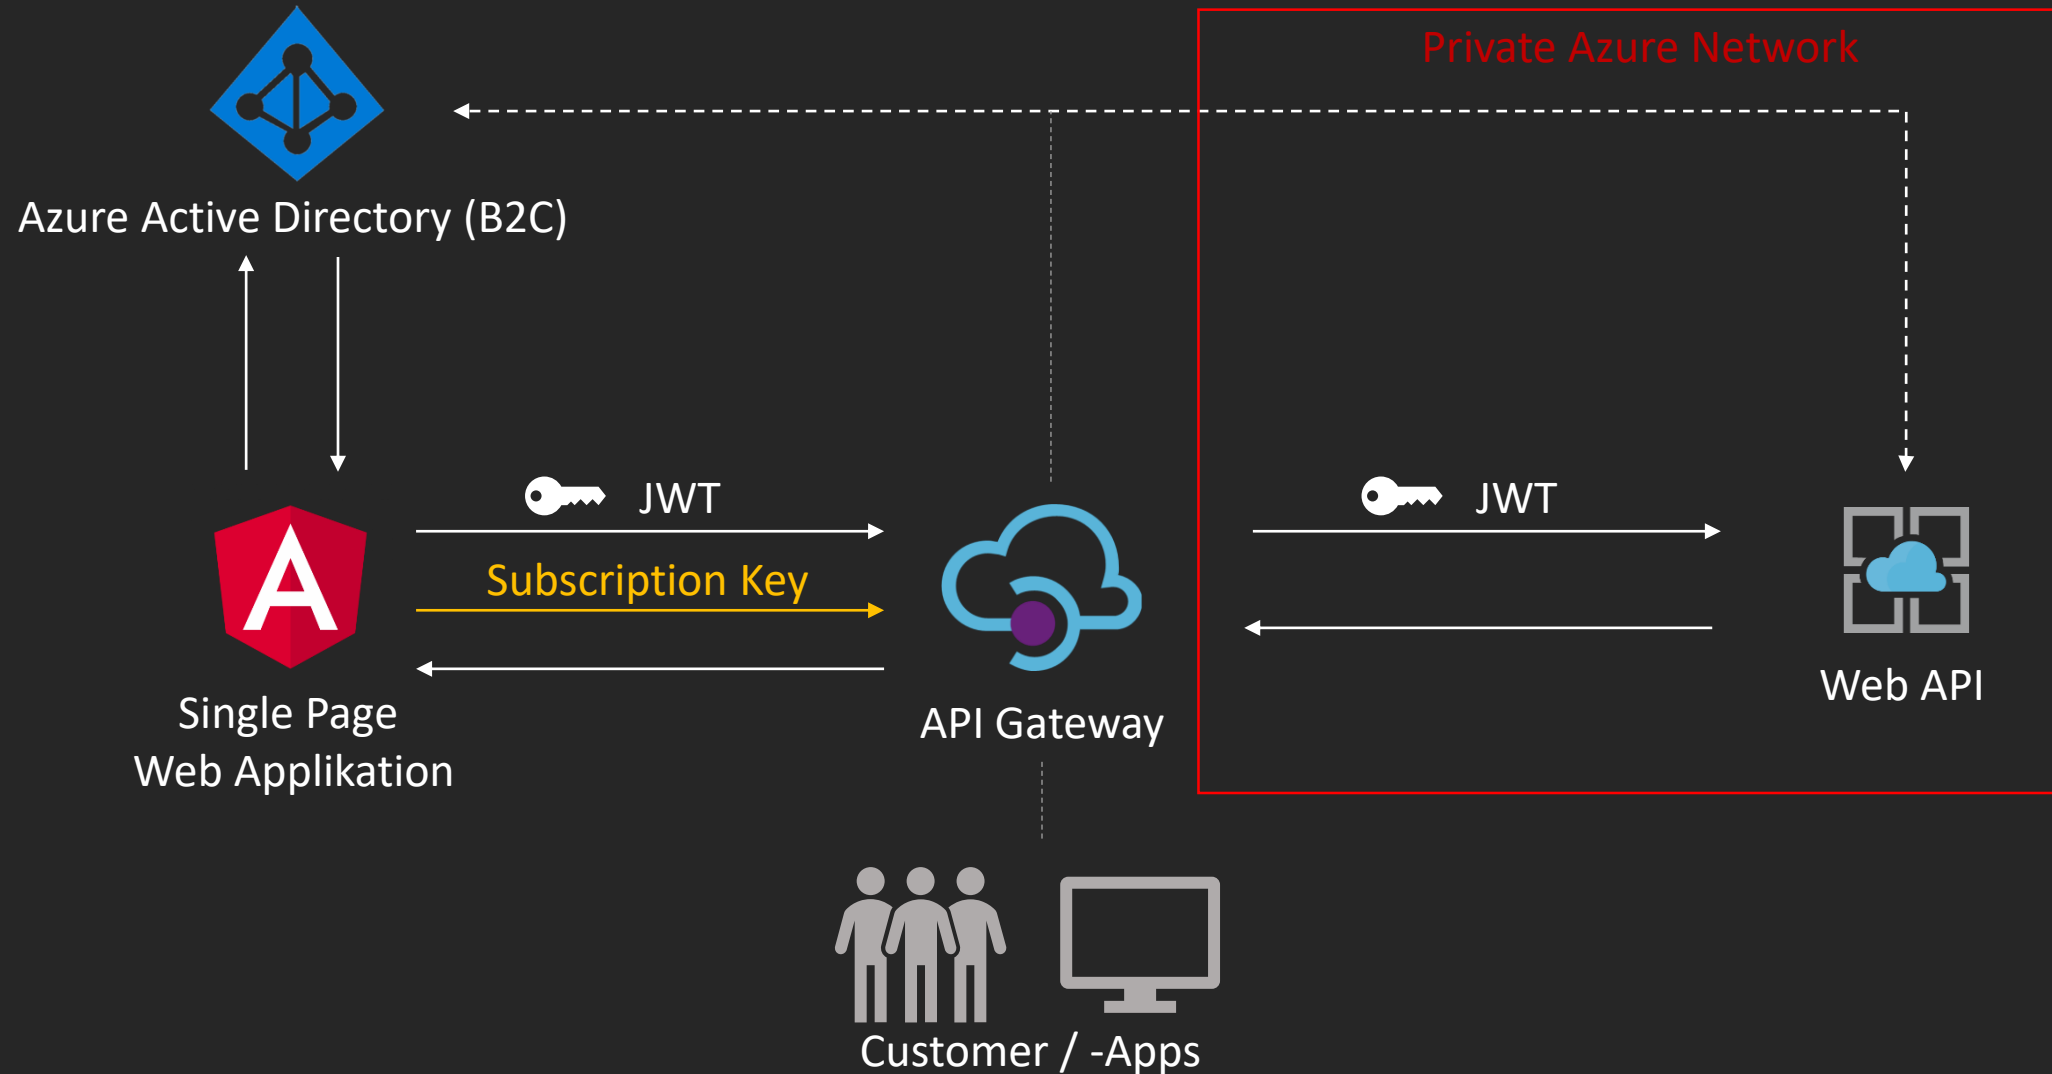 Private Azure Network
Azure Active Directory (B2C)
JWT
JWT
Subscription Key
Single Page
Web Applikation
API Gateway
Web API
Customer / -Apps